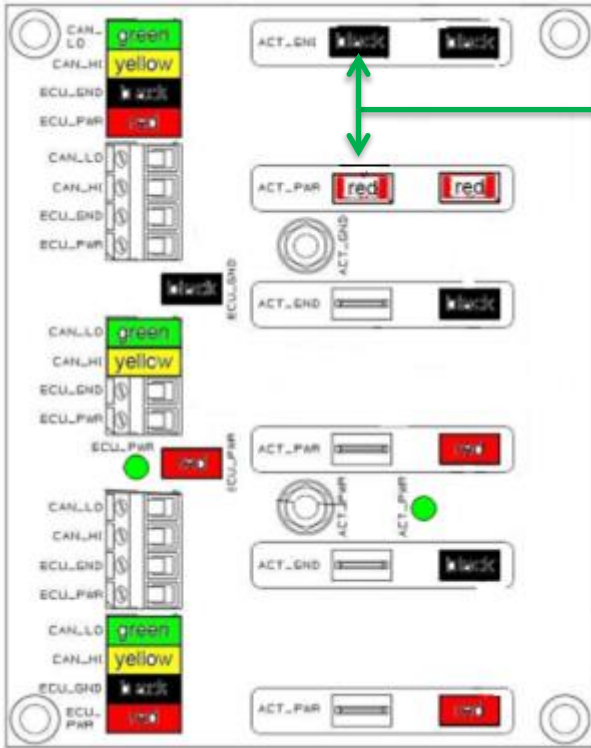 CAN_LO
green
CAN_HI
yellow
ECU_GND
black
ECU_PWR
red
CAN_LO
CAN_HI
ECU_GND
ECU_PWR
black
ECU_GND
CAN_LO
green
CAN_HI
yellow
ECU_GND
ECU_PWR
ECU_PWR
red
ECU_PWR
CAN_LO
CAN_HI
ECU_GND
ECU_PWR
CAN_LO
green
CAN_HI
yellow
ECU_GND
black
ECU_PWR
red
ACT_GND
black
black
ACT_PWR
red
red
ACT_GND
ACT_GND
black
ACT_PWR
red
ACT_PWR
ACT_PWR
ACT_GND
black
ACT_PWR
red